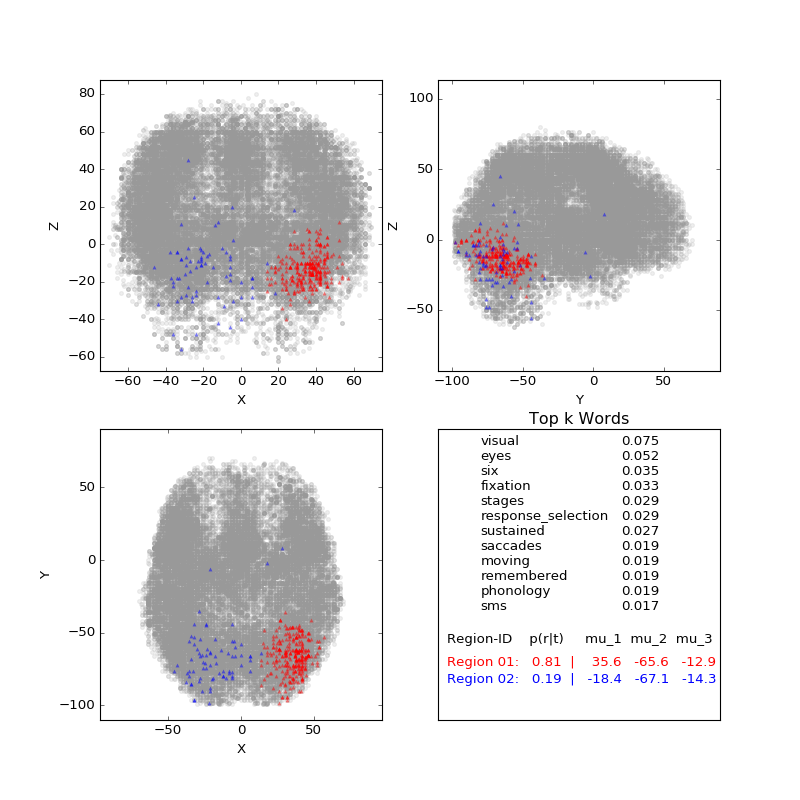 80
60
40
20
0
−20
−40
−60
Z
−60 −40 −20 0 20 40 60
X
100
50
0
−50
Z
−100 −50 0 50
Y
50
0
−50
−100
Y
−50 0 50
X
Top k Words
visual 0.075
eyes 0.052
six 0.035
fixation 0.033
stages 0.029
response_selection 0.029
sustained 0.027
saccades 0.019
moving 0.019
remembered 0.019
phonology 0.019
sms 0.017
Region-ID p(r|t) mu_1 mu_2 mu_3
Region 01: 0.81 | 35.6 -65.6 -12.9
Region 02: 0.19 | -18.4 -67.1 -14.3